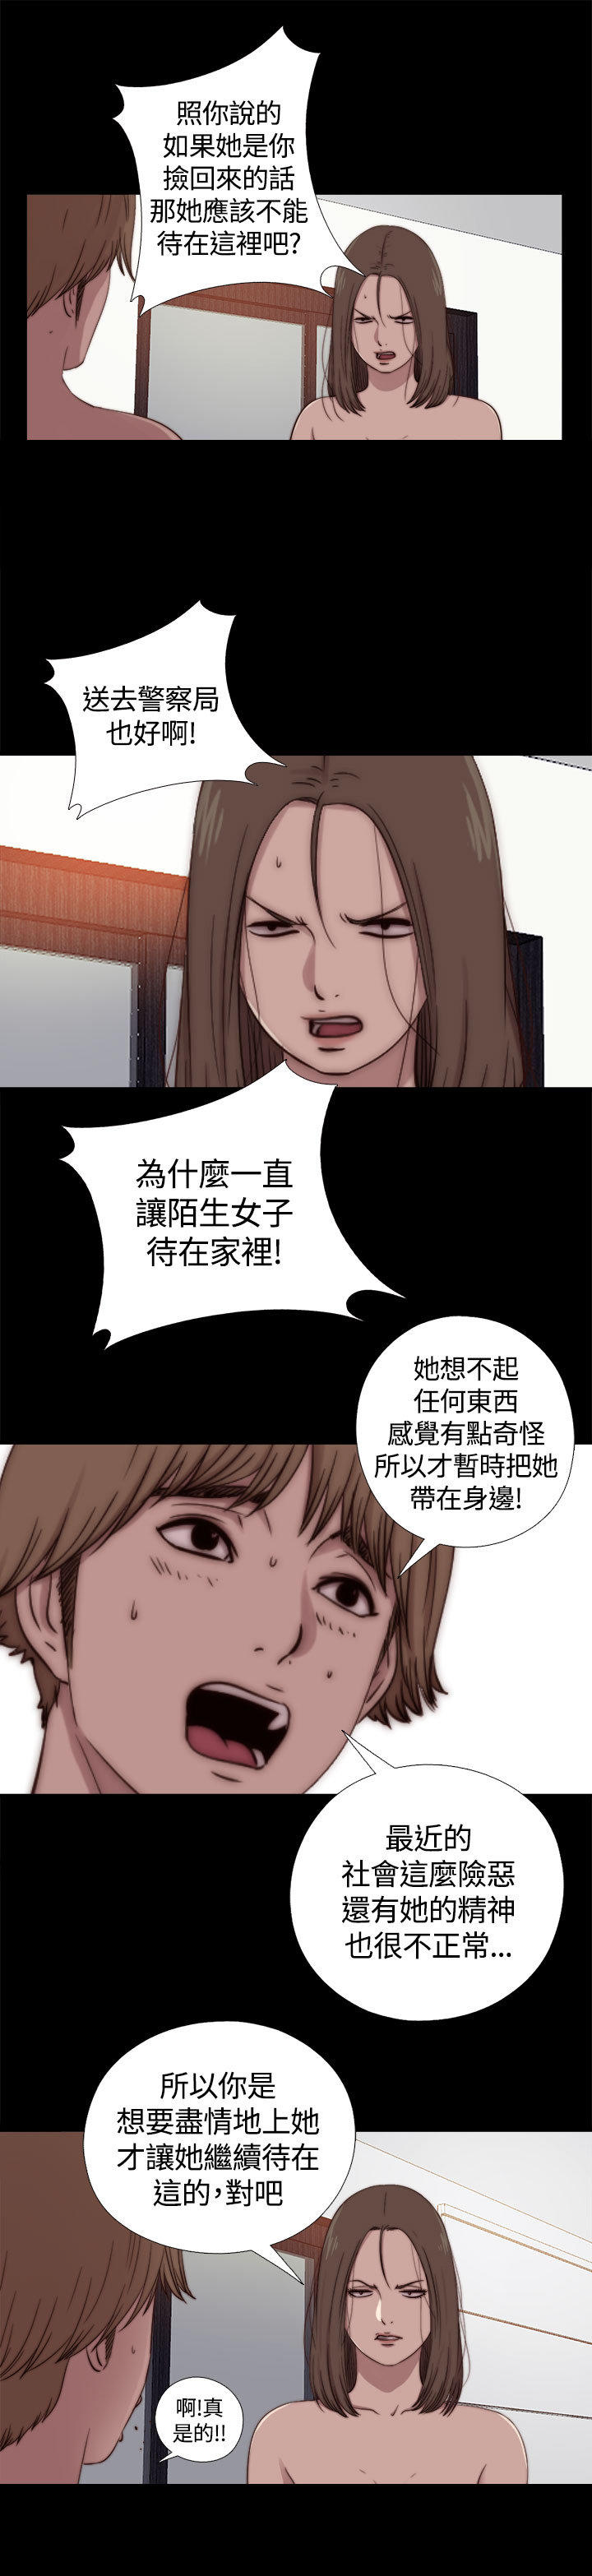 照你說的
如果她是你
撿回來的話
那她應該不能
待在這裡吧?
送去警察局
也好啊!
為什麼一直
讓陌生女子
待在家裡!
她想不起
任何東西
感覺有點奇怪
所以才暫時把她
帶在身邊!
最近的
社會這麼險惡
還有她的精神
也很不正常...
所以你是
想要盡情地上她
才讓她繼續待在
這的，對吧
啊!真
是的!!